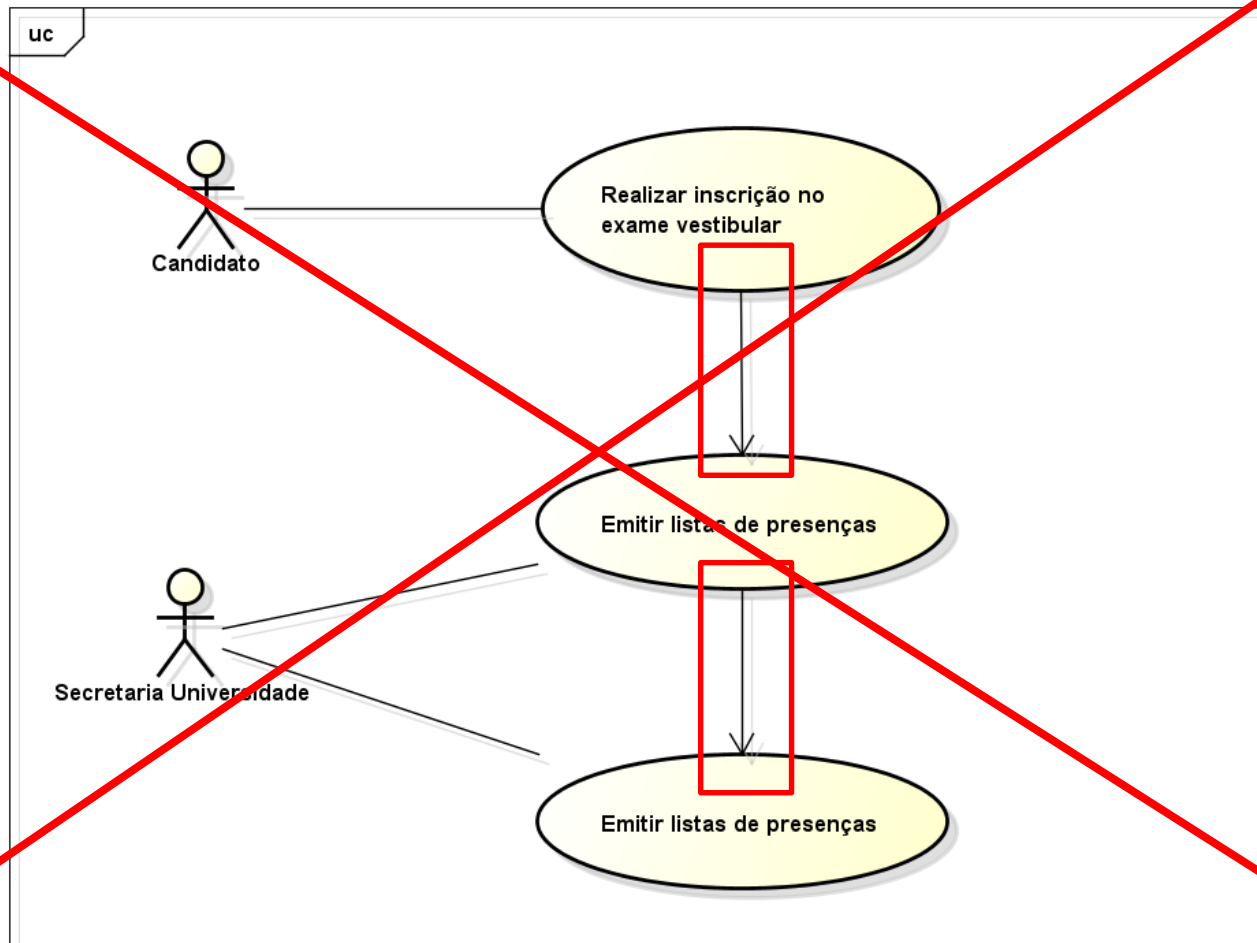 uc
Realizar inscrição no
exame vestibular
Candidato
Emitir listas de presenças
Secretaria Universidade
Emitir listas de presenças